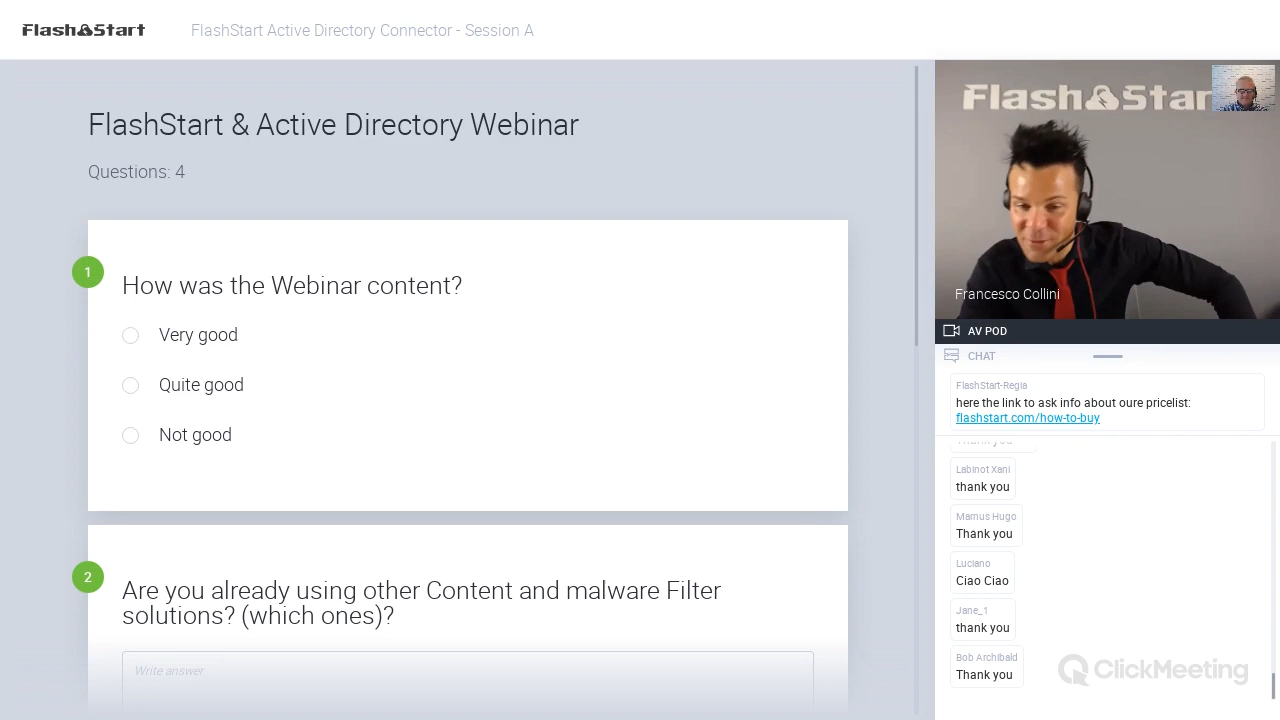 Flash Start
FlashStart Active Directory Connector - Session A
FlashStart & Active Directory Webinar
Questions: 4
1
How was the Webinar content?
Very good
Quite good
Not good
2
Are you already using other Content and malware Filter
solutions? (which ones)?
Write answer
Flash Star
Francesco Collini
AV POD
CHAT
FlashStart-Regia
here the link to ask info about oure pricelist:
flashstart.com/how-to-buy
Thank you
Labinot Xani
thank you
Mamus Hugo
Thank you
Luciano
Ciao Ciao
Jane_1
thank you
Bob Archibald
Thank you
ClickMeeting